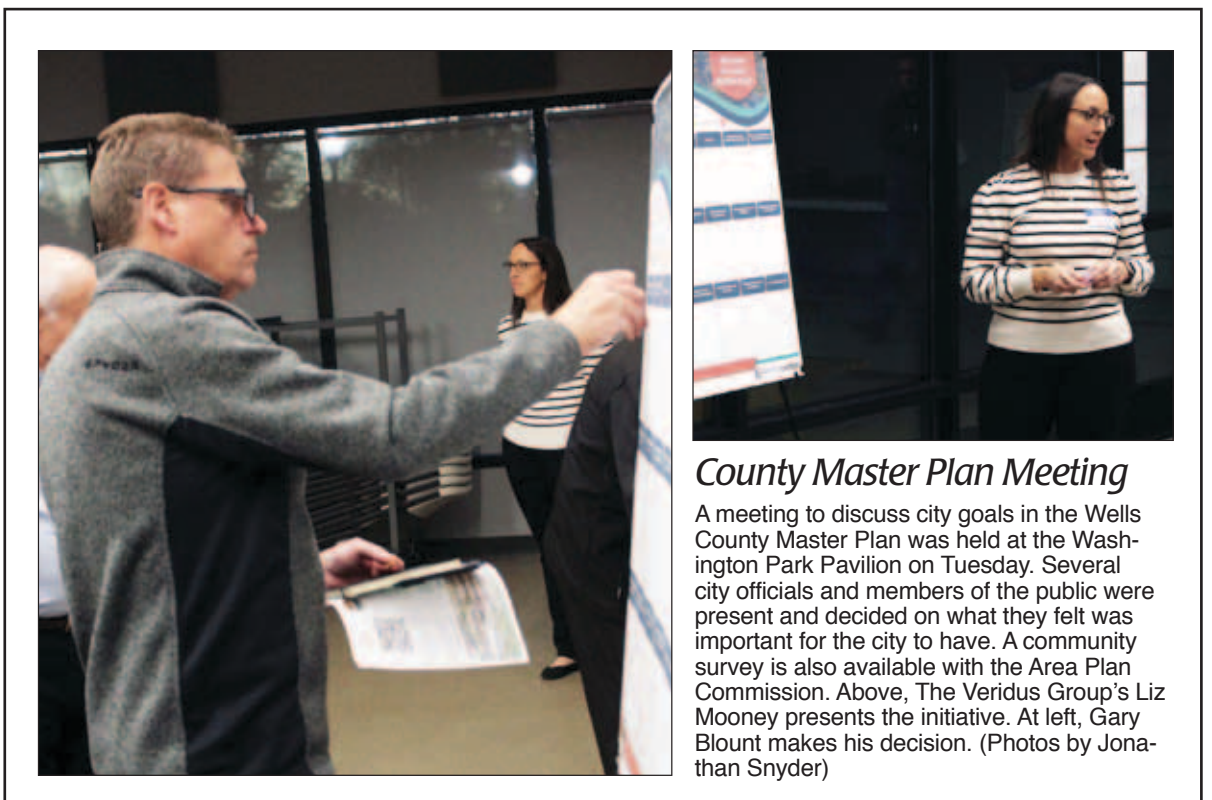 County Master Plan Meeting
A meeting to discuss city goals in the Wells
County Master Plan was held at the Wash-
ington Park Pavilion on Tuesday. Several
city officials and members of the public were
present and decided on what they felt was
important for the city to have. A community
survey is also available with the Area Plan
Commission. Above, The Veridus Group's Liz
Mooney presents the initiative. At left, Gary
Blount makes his decision. (Photos by Jona-
than Snyder)